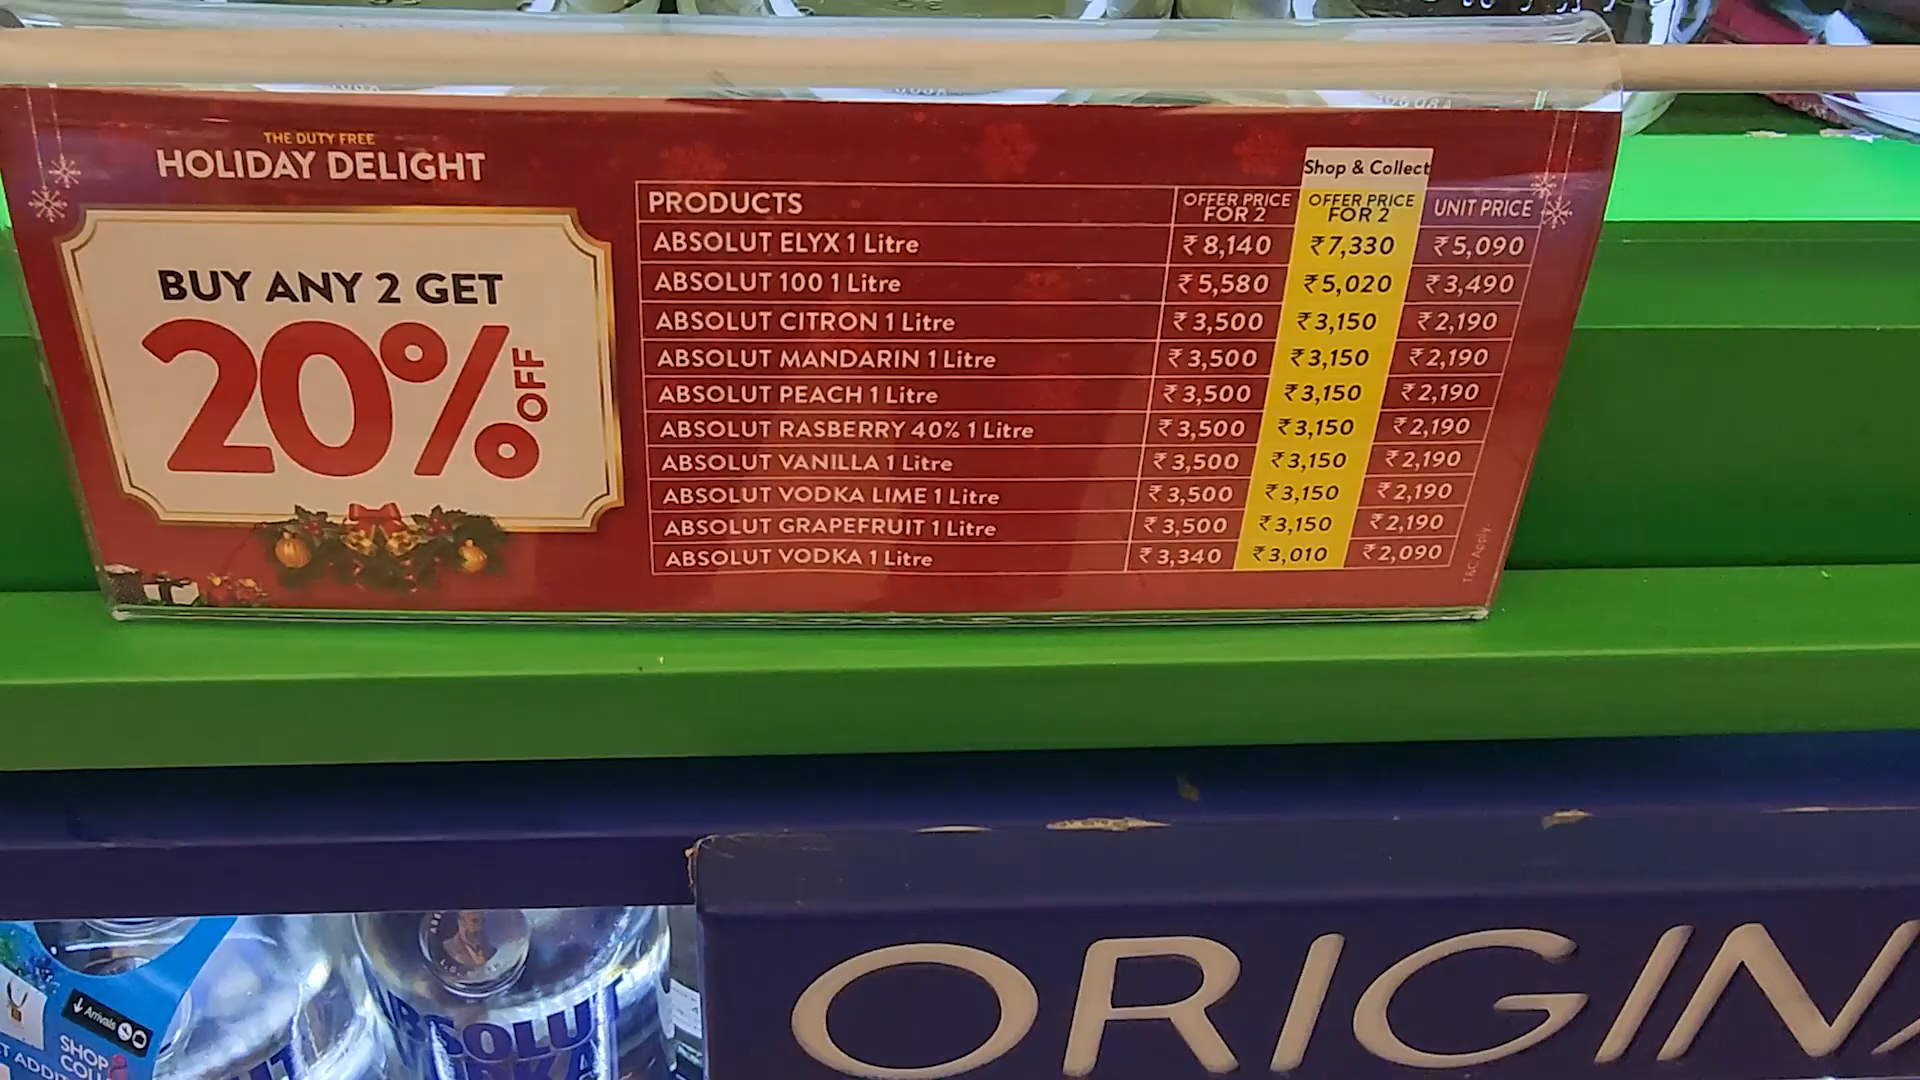 THE DUTY FREE
HOLIDAY DELIGHT
BUY ANY 2 GET
20% OFF
Shop & Collect
PRODUCTS OFFER PRICE FOR 2 OFFER PRICE FOR 2 UNIT PRICE
ABSOLUT ELYX 1 Litre ₹8,140 ₹7,330 ₹5,090
ABSOLUT 100 1 Litre ₹5,580 ₹5,020 ₹3,490
ABSOLUT CITRON 1 Litre ₹3,500 ₹3,150 ₹2,190
ABSOLUT MANDARIN 1 Litre ₹3,500 ₹3,150 ₹2,190
ABSOLUT PEACH 1 Litre ₹3,500 ₹3,150 ₹2,190
ABSOLUT RASBERRY 40% 1 Litre ₹3,500 ₹3,150 ₹2,190
ABSOLUT VANILLA 1 Litre ₹3,500 ₹3,150 ₹2,190
ABSOLUT VODKA LIME 1 Litre ₹3,500 ₹3,150 ₹2,190
ABSOLUT GRAPEFRUIT 1 Litre ₹3,500 ₹3,150 ₹2,190
ABSOLUT VODKA 1 Litre ₹3,340 ₹3,010 ₹2,090
T&C Apply.
ORIGINA
Arrivals
SHOP